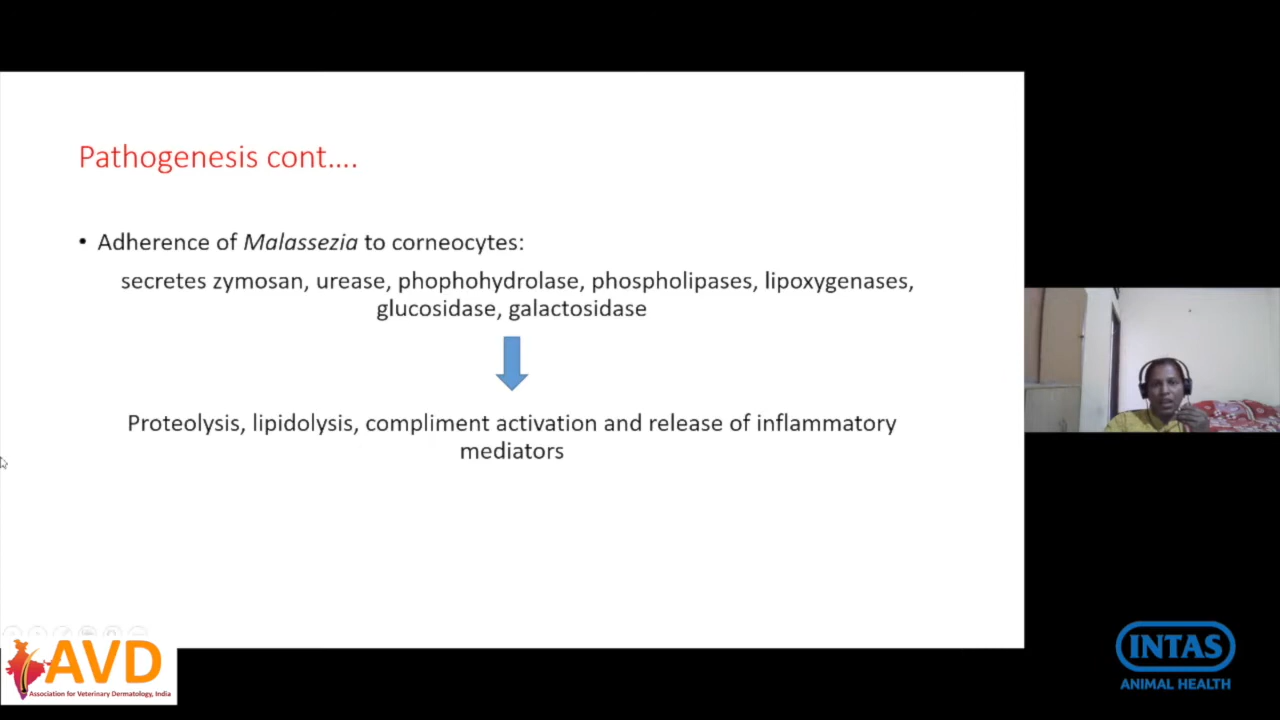 Pathogenesis cont....
• Adherence of Malassezia to corneocytes:
secretes zymosan, urease, phophohydrolase, phospholipases, lipoxygenases,
glucosidase, galactosidase
Proteolysis, lipidolysis, compliment activation and release of inflammatory
mediators
AVD
Association for Veterinary Dermatology, India
INTAS
ANIMAL HEALTH